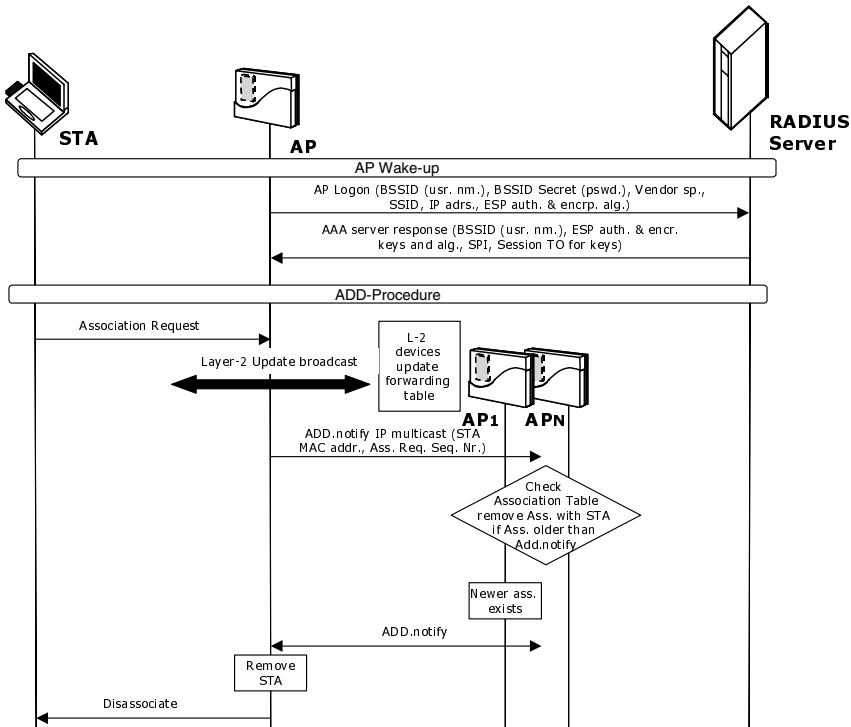 STA
AP
RADIUS
Server
AP Wake-up
AP Logon (BSSID (usr. nm.), BSSID Secret (pswd.), Vendor sp.,
SSID, IP adrs., ESP auth. & encrp. alg.)
AAA server response (BSSID (usr. nm.), ESP auth. & encr.
keys and alg., SPI, Session TO for keys)
ADD-Procedure
Association Request
Layer-2 Update broadcast
L-2
devices
update
forwarding
table
AP1
APN
ADD.notify IP multicast (STA
MAC addr., Ass. Req. Seq. Nr.)
Check
Association Table
remove Ass. with STA
if Ass. older than
Add.notify
Newer ass.
exists
ADD.notify
Remove
STA
Disassociate